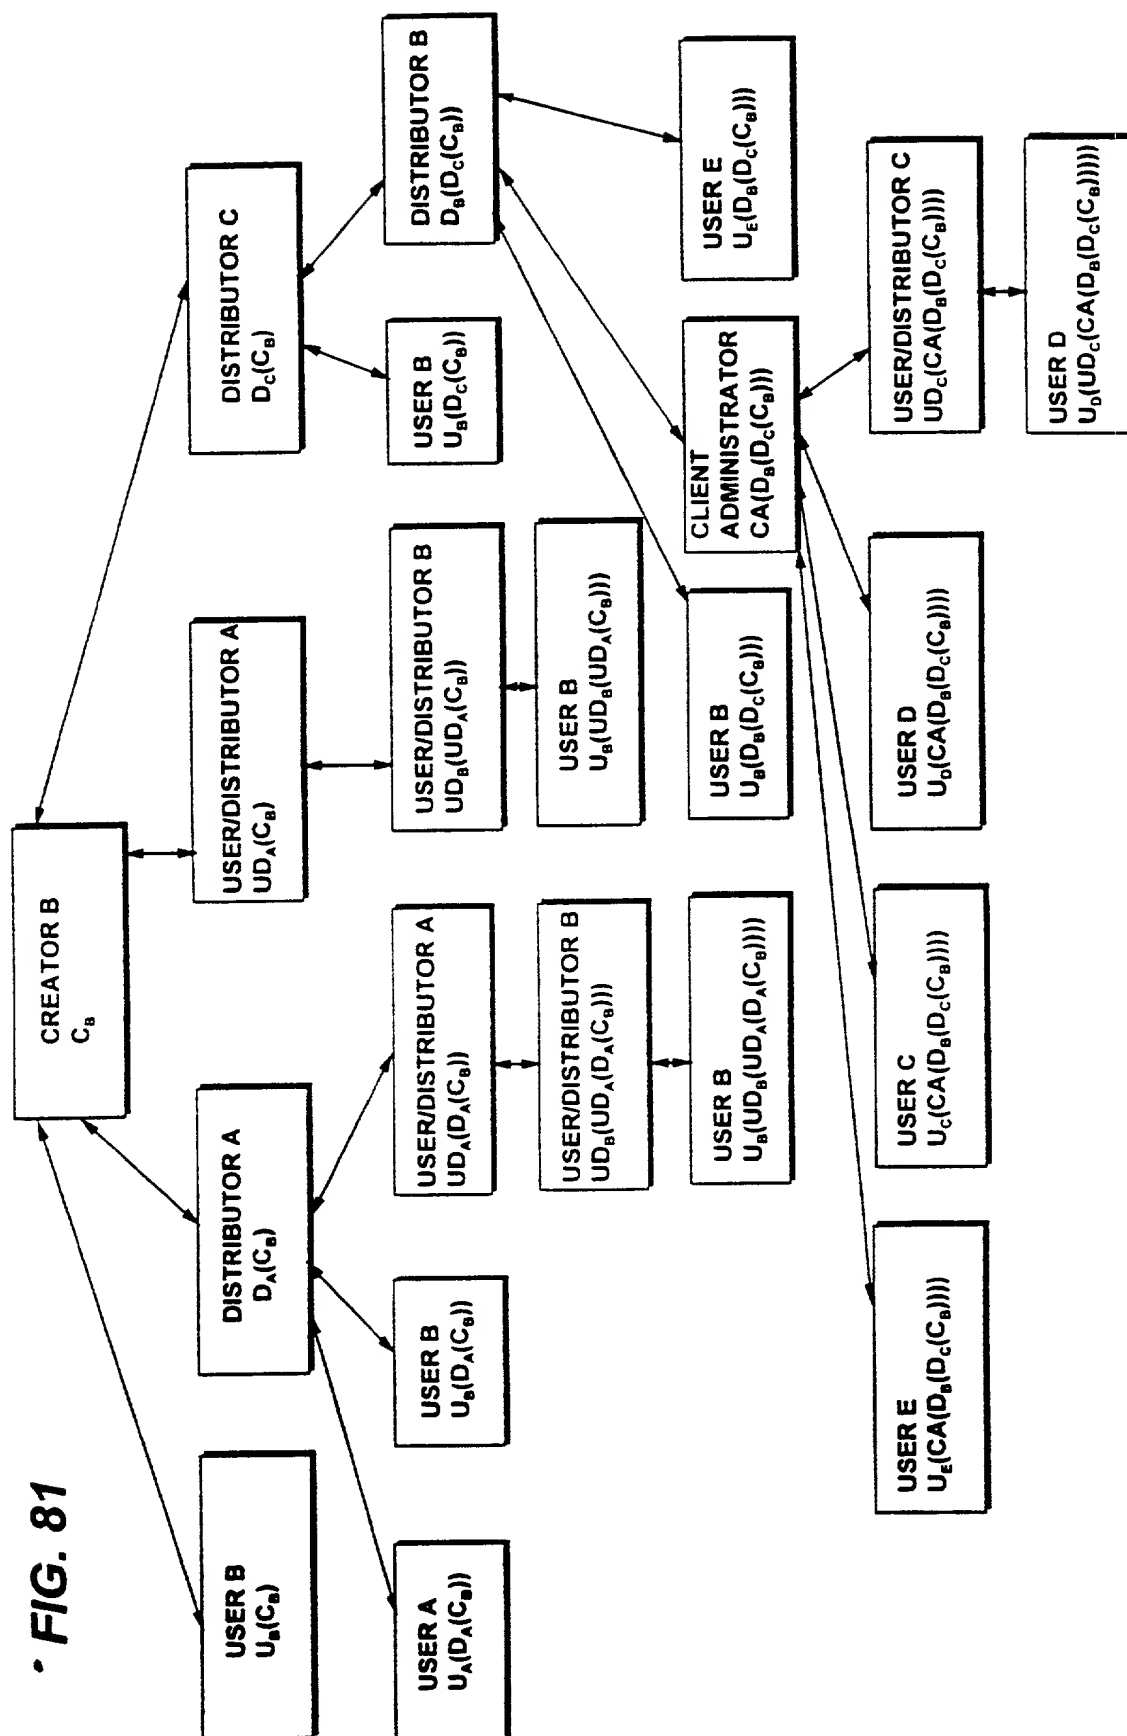 FIG. 81
CREATOR B
C_B
USER B
U_B(C_B)
DISTRIBUTOR A
D_A(C_B)
USER/DISTRIBUTOR A
UD_A(C_B)
DISTRIBUTOR C
D_C(C_B)
USER A
U_A(D_A(C_B))
USER B
U_B(D_A(C_B))
USER/DISTRIBUTOR A
UD_A(D_A(C_B))
USER/DISTRIBUTOR B
UD_B(UD_A(C_B))
USER B
U_B(D_C(C_B))
DISTRIBUTOR B
D_B(D_C(C_B))
USER/DISTRIBUTOR B
UD_B(UD_A(D_A(C_B)))
USER B
U_B(UD_B(UD_A(C_B)))
USER B
U_B(UD_B(UD_A(D_A(C_B))))
USER B
U_B(D_B(D_C(C_B)))
CLIENT
ADMINISTRATOR
CA(D_B(D_C(C_B)))
USER E
U_E(D_B(D_C(C_B)))
USER E
U_E(CA(D_B(D_C(C_B))))
USER C
U_C(CA(D_B(D_C(C_B))))
USER D
U_D(CA(D_B(D_C(C_B)))))
USER/DISTRIBUTOR C
UD_C(CA(D_B(D_C(C_B))))
USER D
U_D(UD_C(CA(D_B(D_C(C_B)))))